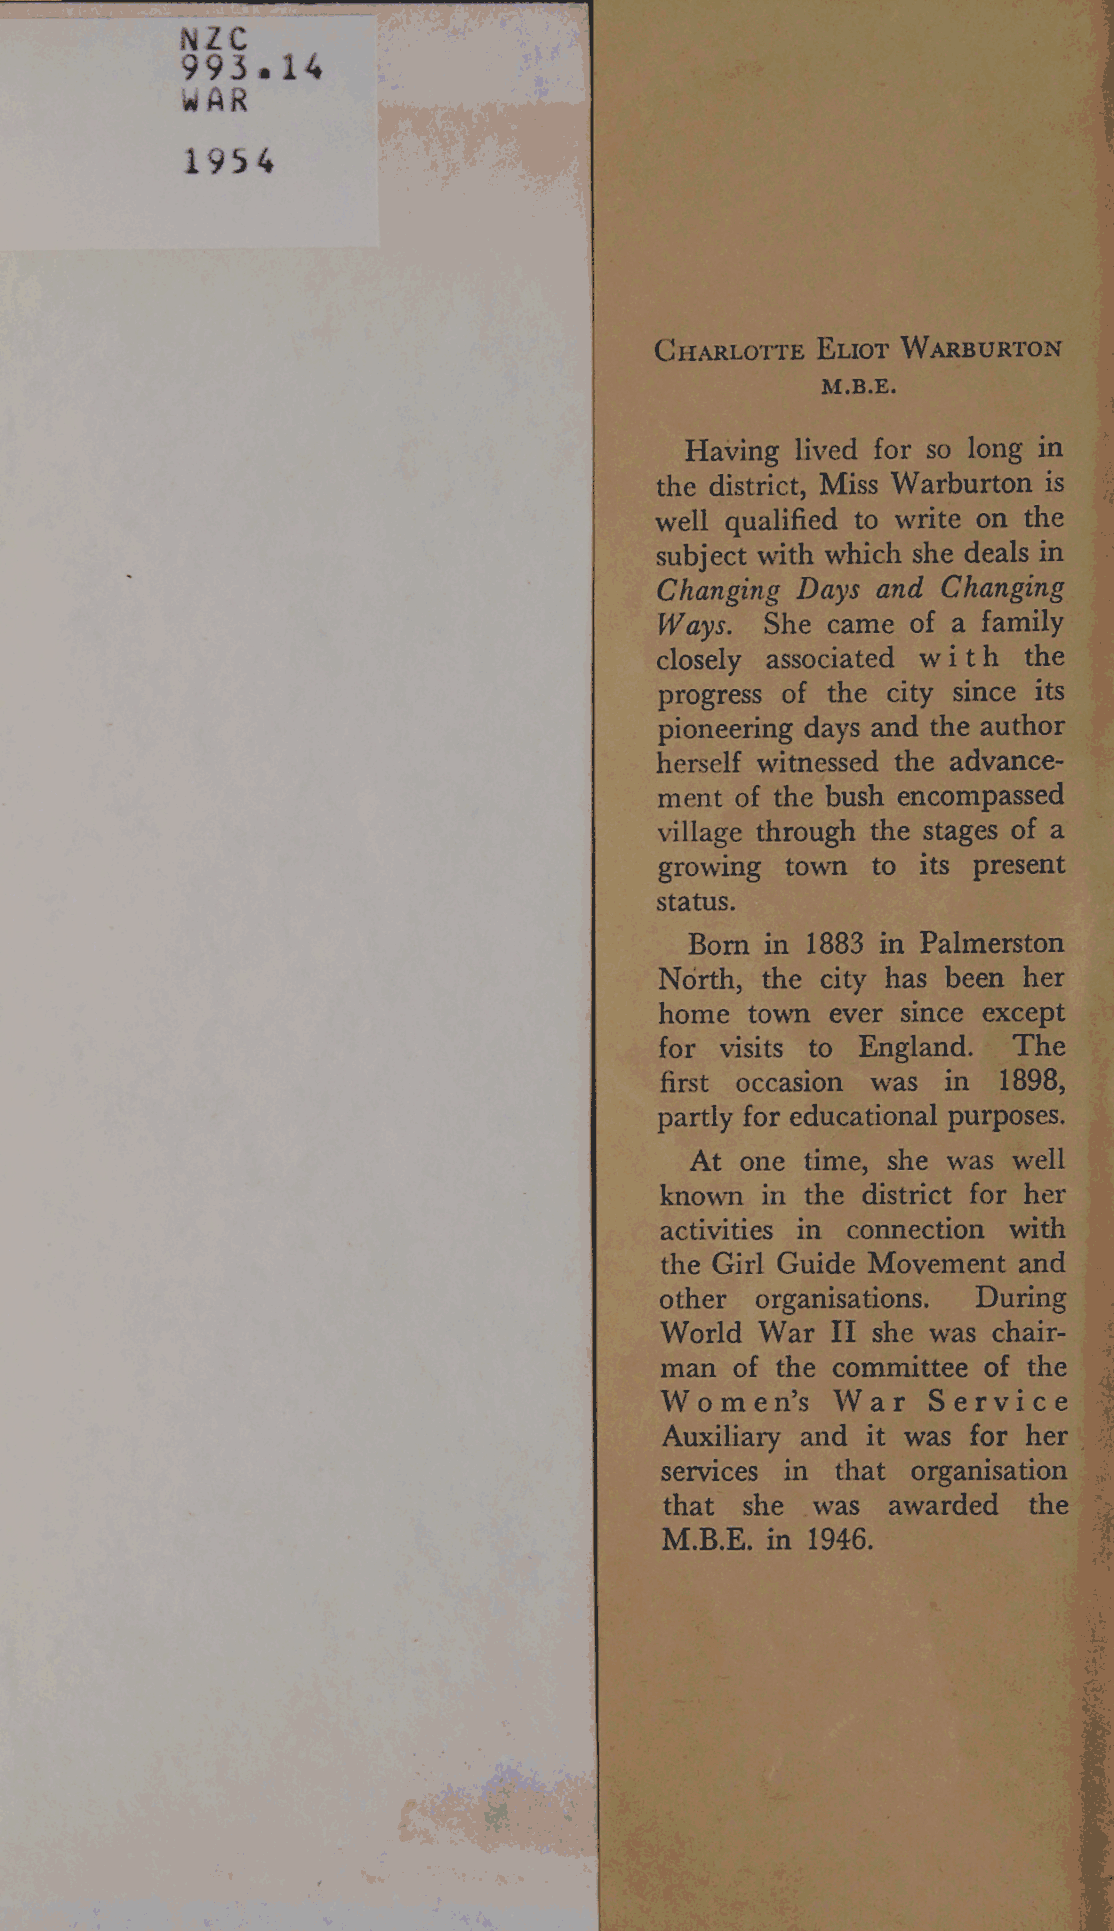 NZC
993.14
WAR
1954
CHARLOTTE ELIOT WARBURTON
M.B.E.
Having lived for so long in
the district, Miss Warburton is
well qualified to write on the
subject with which she deals in
Changing Days and Changing
Ways. She came of a family
closely associated with the
progress of the city since its
pioneering days and the author
herself witnessed the advance-
ment of the bush encompassed
village through the stages of a
growing town to its present
status.
Born in 1883 in Palmerston
North, the city has been her
home town ever since except
for visits to England. The
first occasion was in 1898,
partly for educational purposes.
At one time, she was well
known in the district for her
activities in connection with
the Girl Guide Movement and
other organisations. During
World War II she was chair-
man of the committee of the
Women's War Service
Auxiliary and it was for her
services in that organisation
that she was awarded the
M.B.E. in 1946.